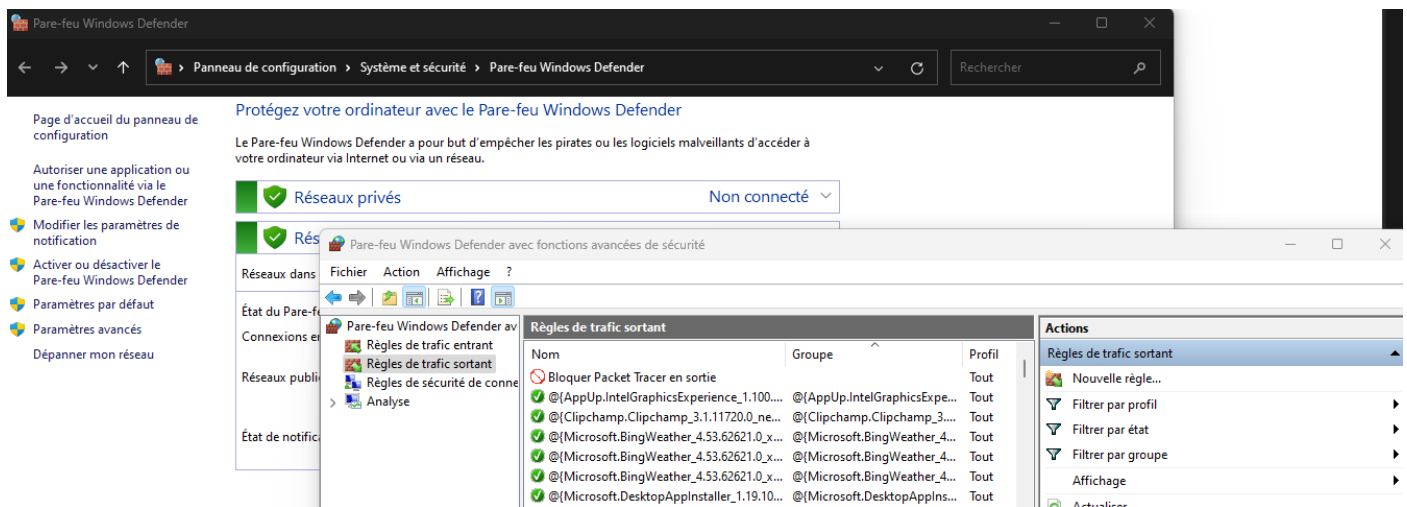 Pare-feu Windows Defender
Panneau de configuration > Système et sécurité > Pare-feu Windows Defender
Rechercher
Page d'accueil du panneau de
configuration
Autoriser une application ou
une fonctionnalité via le
Pare-feu Windows Defender
Modifier les paramètres de
notification
Activer ou désactiver le
Pare-feu Windows Defender
Paramètres par défaut
Paramètres avancés
Dépanner mon réseau
Protégez votre ordinateur avec le Pare-feu Windows Defender
Le Pare-feu Windows Defender a pour but d'empêcher les pirates ou les logiciels malveillants d'accéder à
votre ordinateur via Internet ou via un réseau.
Réseaux privés Non connecté
Rés
Réseaux dans
État du Pare-f
Connexions e
Réseaux publi
État de notific
Pare-feu Windows Defender avec fonctions avancées de sécurité
Fichier Action Affichage ?
Pare-feu Windows Defender av
Règles de trafic entrant
Règles de trafic sortant
Règles de sécurité de conne
Analyse
Règles de trafic sortant
Nom Groupe Profil
Bloquer Packet Tracer en sortie Tout
@{AppUp.IntelGraphicsExperience_1.100.... @{AppUp.IntelGraphicsExpe... Tout
@{Clipchamp.Clipchamp_3.1.11720.0_ne... @{Clipchamp.Clipchamp_3.... Tout
@{Microsoft.BingWeather_4.53.62621.0_x... @{Microsoft.BingWeather_4... Tout
@{Microsoft.BingWeather_4.53.62621.0_x... @{Microsoft.BingWeather_4... Tout
@{Microsoft.BingWeather_4.53.62621.0_x... @{Microsoft.BingWeather_4... Tout
@{Microsoft.DesktopAppInstaller_1.19.10... @{Microsoft.DesktopAppIns... Tout
Actions
Règles de trafic sortant
Nouvelle règle...
Filtrer par profil
Filtrer par état
Filtrer par groupe
Affichage
Actualiser